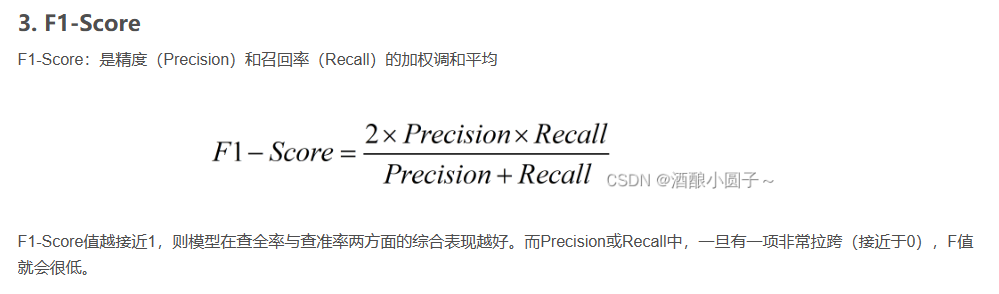 3. F1-Score
F1-Score：是精度（Precision）和召回率（Recall）的加权调和平均
F1 − Score = \frac{2 × Precision × Recall}{Precision + Recall}
CSDN @酒酿小圆子～
F1-Score值越接近1，则模型在查全率与查准率两方面的综合表现越好。而Precision或Recall中，一旦有一项非常拉跨（接近于0），F值
就会很低。